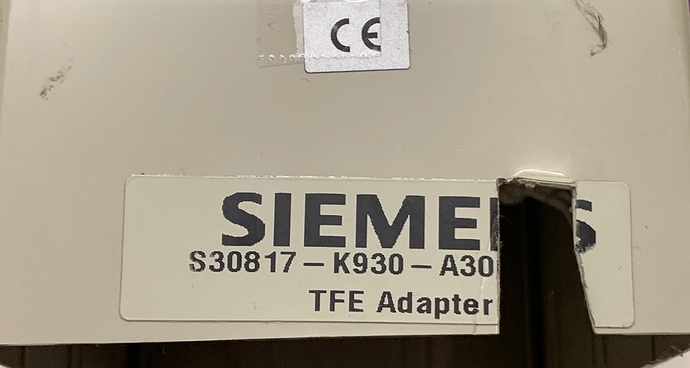 CE
SIEMENS
S30817-K930-A30
TFE Adapter